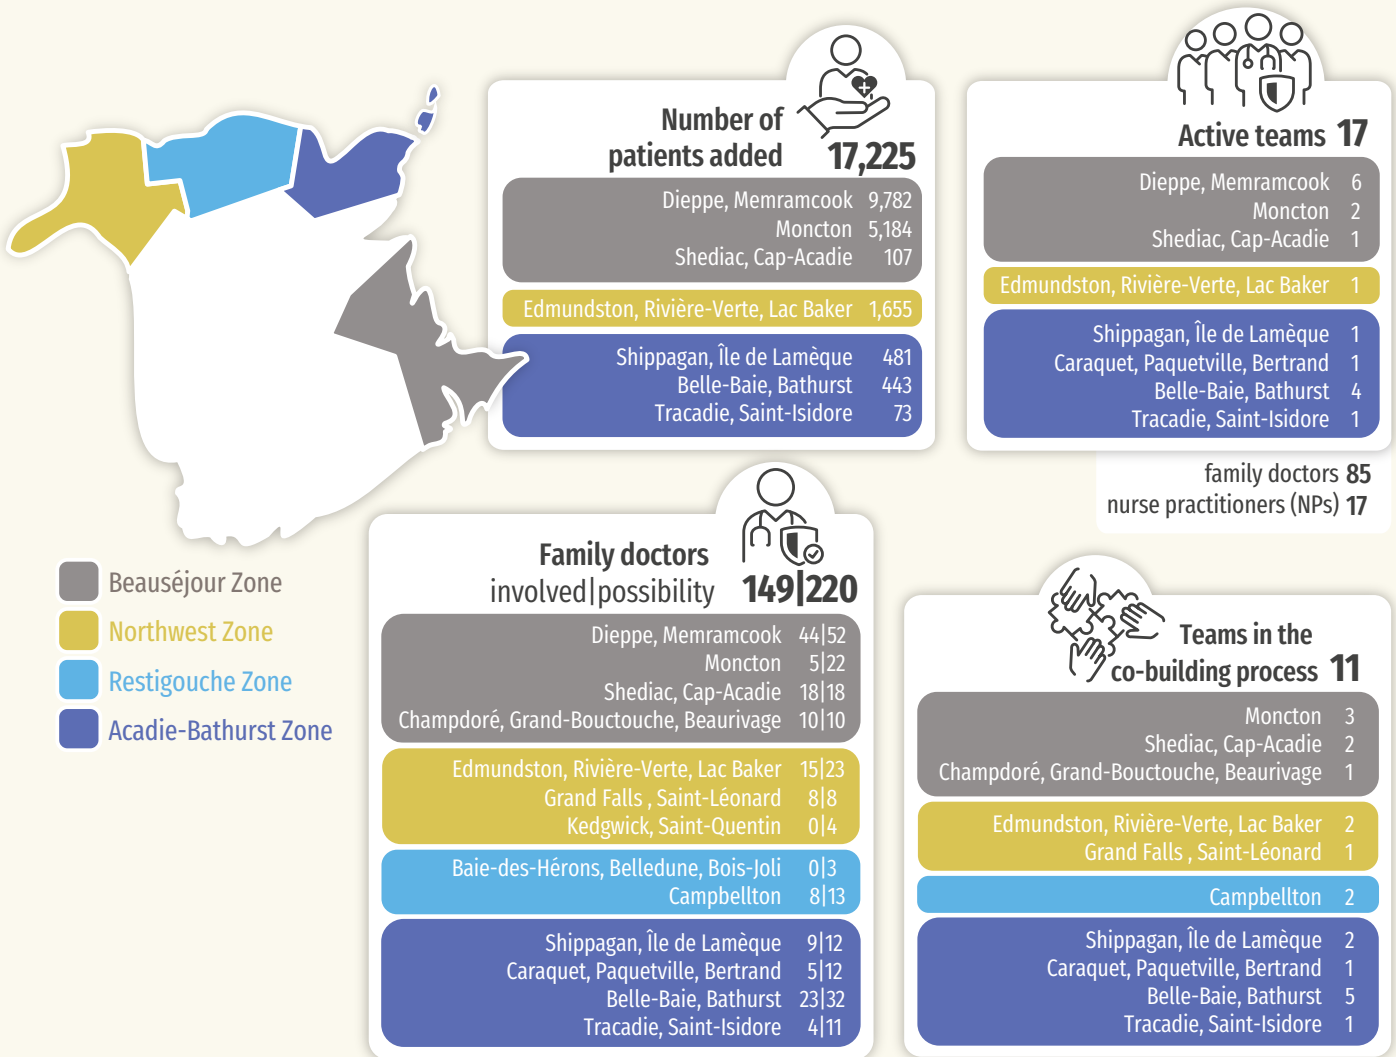 Number of
patients added 17,225
Dieppe, Memramcook 9,782
Moncton 5,184
Shediac, Cap-Acadie 107
Edmundston, Rivière-Verte, Lac Baker 1,655
Shippagan, Île de Lamèque 481
Belle-Baie, Bathurst 443
Tracadie, Saint-Isidore 73
Active teams 17
Dieppe, Memramcook 6
Moncton 2
Shediac, Cap-Acadie 1
Edmundston, Rivière-Verte, Lac Baker 1
Shippagan, Île de Lamèque 1
Caraquet, Paquetville, Bertrand 1
Belle-Baie, Bathurst 4
Tracadie, Saint-Isidore 1
family doctors 85
nurse practitioners (NPs) 17
Beauséjour Zone
Northwest Zone
Restigouche Zone
Acadie-Bathurst Zone
Family doctors
involved|possibility 149|220
Dieppe, Memramcook 44|52
Moncton 5|22
Shediac, Cap-Acadie 18|18
Champdoré, Grand-Bouctouche, Beaurivage 10|10
Edmundston, Rivière-Verte, Lac Baker 15|23
Grand Falls , Saint-Léonard 8|8
Kedgwick, Saint-Quentin 0|4
Baie-des-Hérons, Belledune, Bois-Joli 0|3
Campbellton 8|13
Shippagan, Île de Lamèque 9|12
Caraquet, Paquetville, Bertrand 5|12
Belle-Baie, Bathurst 23|32
Tracadie, Saint-Isidore 4|11
Teams in the
co-building process 11
Moncton 3
Shediac, Cap-Acadie 2
Champdoré, Grand-Bouctouche, Beaurivage 1
Edmundston, Rivière-Verte, Lac Baker 2
Grand Falls , Saint-Léonard 1
Campbellton 2
Shippagan, Île de Lamèque 2
Caraquet, Paquetville, Bertrand 1
Belle-Baie, Bathurst 5
Tracadie, Saint-Isidore 1